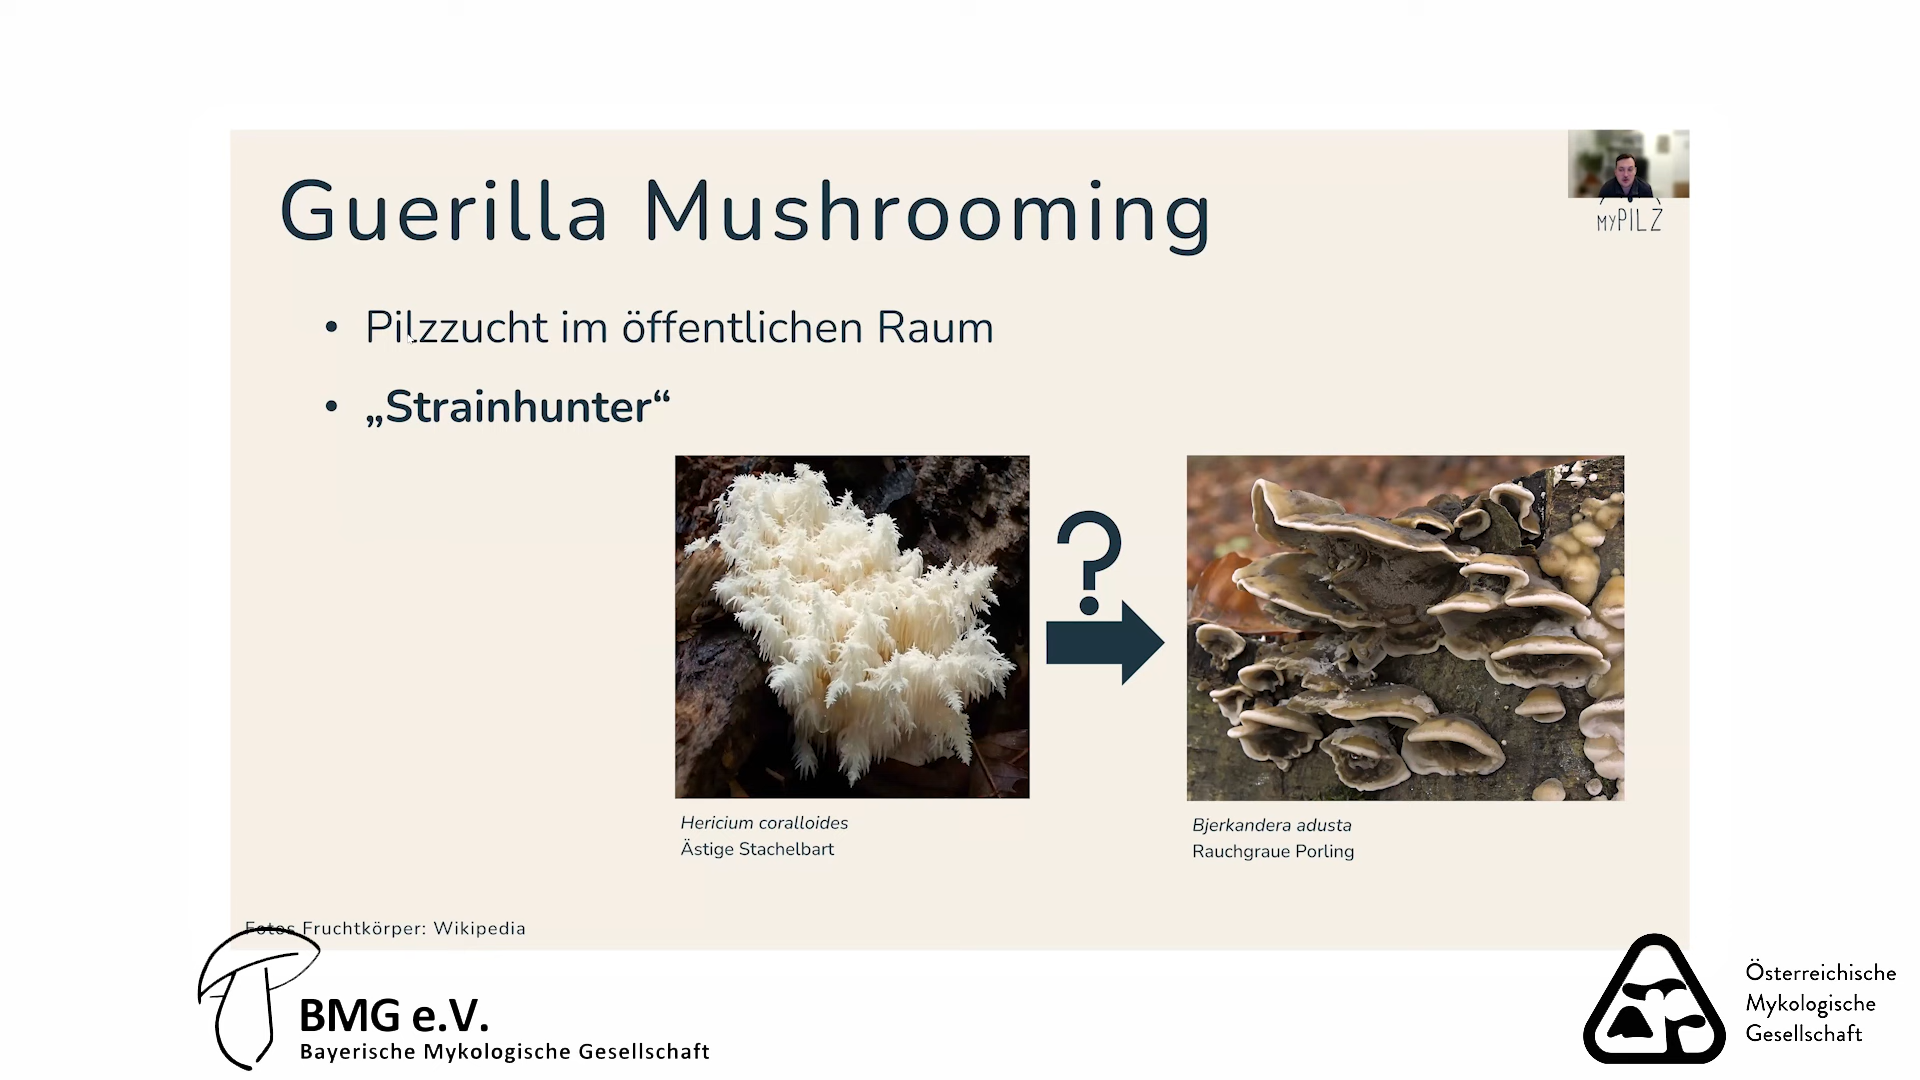 Guerilla Mushrooming
myPILZ
• Pilzzucht im öffentlichen Raum
• „Strainhunter“
?
Hericium coralloides
Ästige Stachelbart
Bjerkandera adusta
Rauchgraue Porling
Fotos Fruchtkörper: Wikipedia
BMG e.V.
Bayerische Mykologische Gesellschaft
Österreichische
Mykologische
Gesellschaft